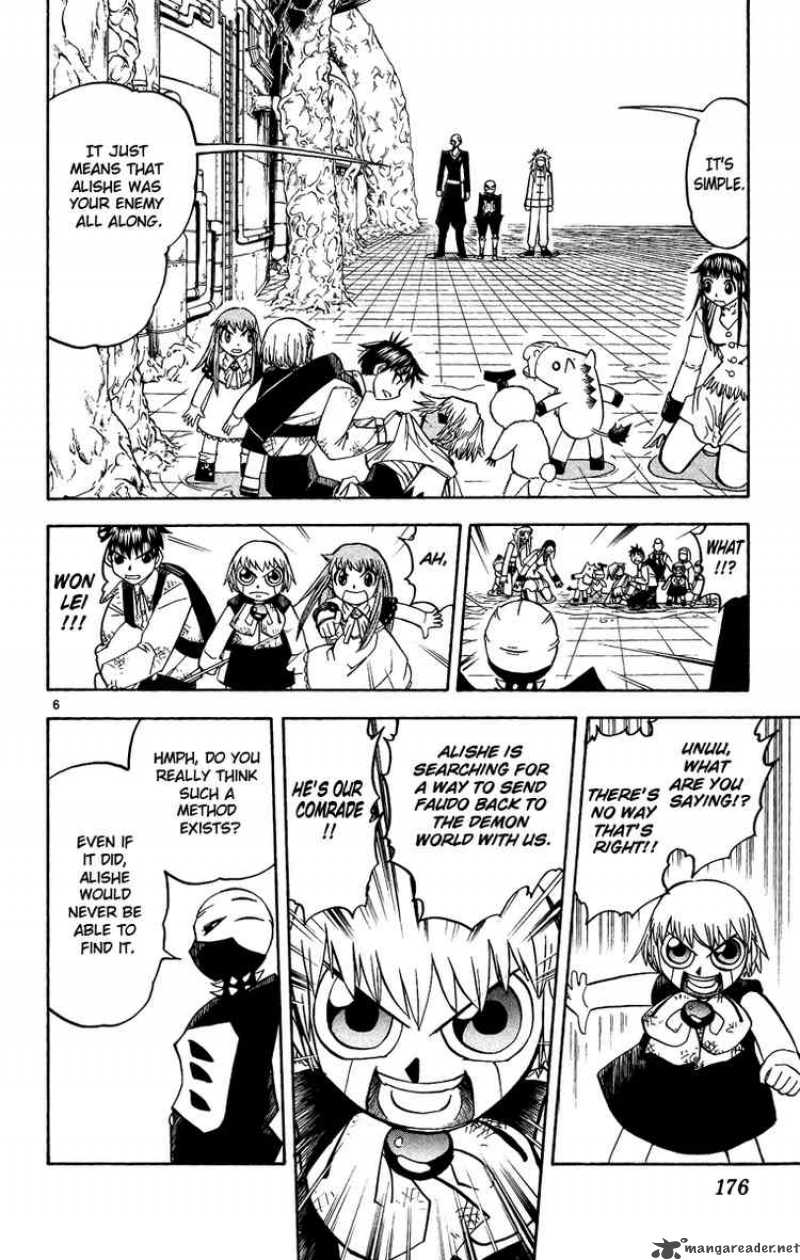 IT'S
SIMPLE.
IT JUST
MEANS THAT
ALISHE WAS
YOUR ENEMY
ALL ALONG.
WHAT
!!?
AH,
WON
LEI
!!!
6
UNUU,
WHAT
ARE YOU
SAYING!?
THERE'S
NO WAY
THAT'S
RIGHT!!
ALISHE IS
SEARCHING FOR
A WAY TO SEND
FAUDO BACK TO
THE DEMON
WORLD WITH US.
HE'S OUR
COMRADE
!!
HMPH, DO YOU
REALLY THINK
SUCH A
METHOD
EXISTS?
EVEN IF
IT DID,
ALISHE
WOULD
NEVER BE
ABLE TO
FIND IT.
176
mangareader.net